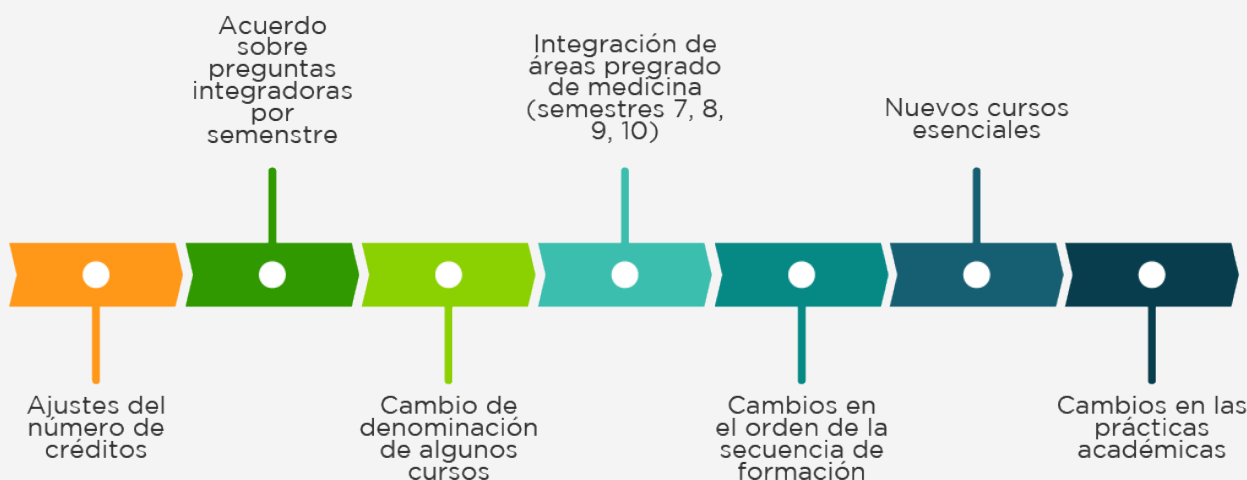 Acuerdo
sobre
preguntas
integradoras
por
semenstre
Integración de
áreas pregrado
de medicina
(semestres 7, 8,
9, 10)
Nuevos cursos
esenciales
Ajustes del
número de
créditos
Cambio de
denominación
de algunos
cursos
Cambios en
el orden de la
secuencia de
formación
Cambios en las
prácticas
académicas